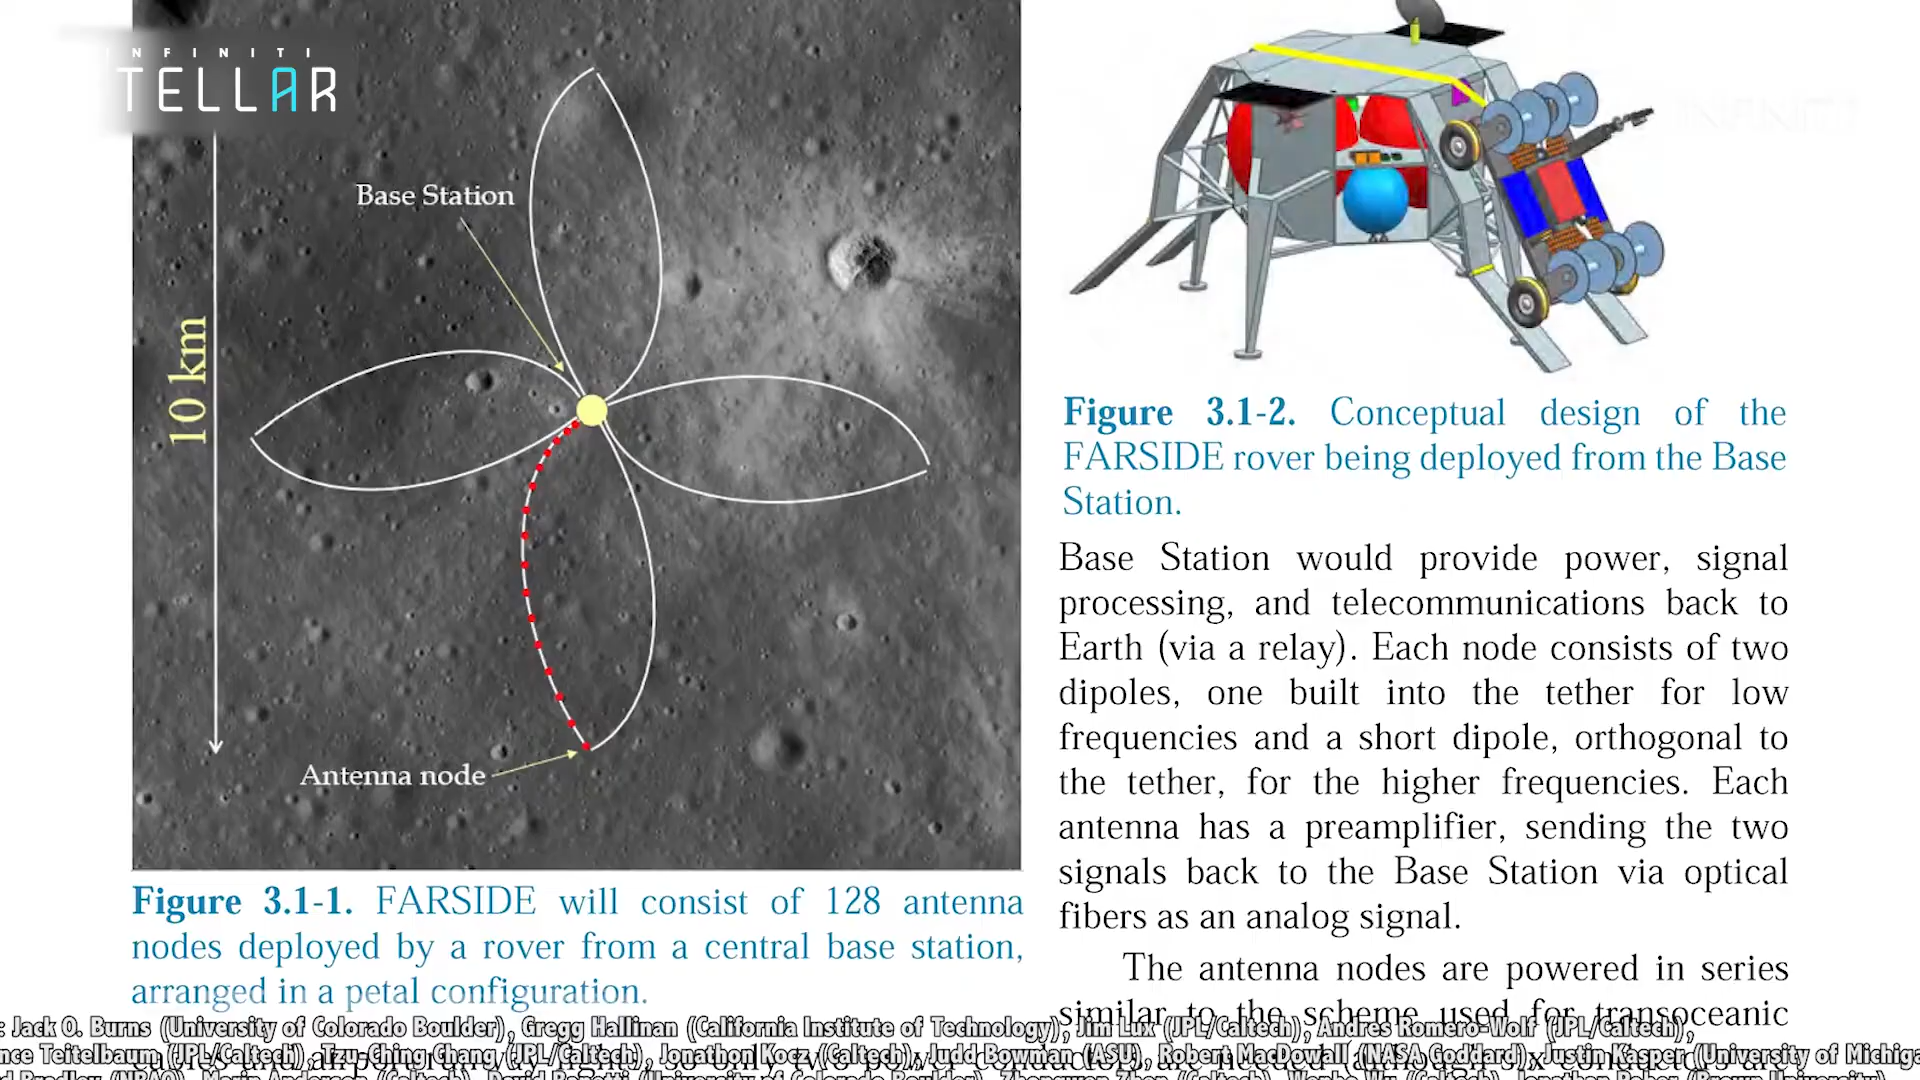 INFINITI
TELLAR
10 km
Base Station
Antenna node
Figure 3.1-1. FARSIDE will consist of 128 antenna
nodes deployed by a rover from a central base station,
arranged in a petal configuration.
Figure 3.1-2. Conceptual design of the
FARSIDE rover being deployed from the Base
Station.
Base Station would provide power, signal
processing, and telecommunications back to
Earth (via a relay). Each node consists of two
dipoles, one built into the tether for low
frequencies and a short dipole, orthogonal to
the tether, for the higher frequencies. Each
antenna has a preamplifier, sending the two
signals back to the Base Station via optical
fibers as an analog signal.
The antenna nodes are powered in series
similar to the scheme used for transoceanic
: Jack O. Burns (University of Colorado Boulder), Gregg Hallinan (California Institute of Technology), Jim Lux (JPL/Caltech), Andres Romero-Wolf (JPL/Caltech),
nce Teitelbaum (JPL/Caltech), Tzu-Ching Chang (JPL/Caltech), Jonathon Kocz (Caltech), Judd Bowman (ASU), Robert MacDowall (NASA Goddard), Justin Kasper (University of Michiga